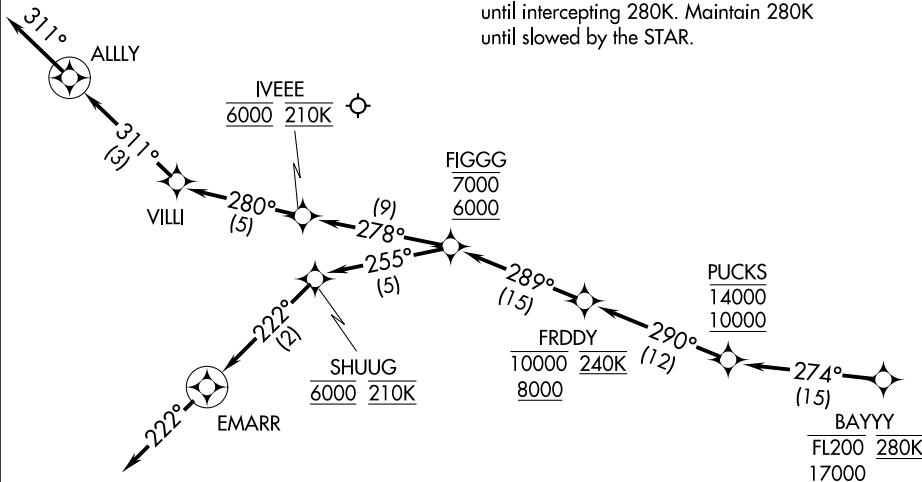 until intercepting 280K. Maintain 280K
until slowed by the STAR.
311°
ALLLY
IVEEE
6000 210K
311°
(3)
FIGGG
7000
6000
VILLI
280°
(5)
(9)
278°
255°
(5)
289°
(15)
PUCKS
14000
10000
222°
(2)
FRDDY
10000 240K
8000
290°
(12)
SHUUG
6000 210K
274°
(15)
EMARR
222°
BAYYY
FL200 280K
17000